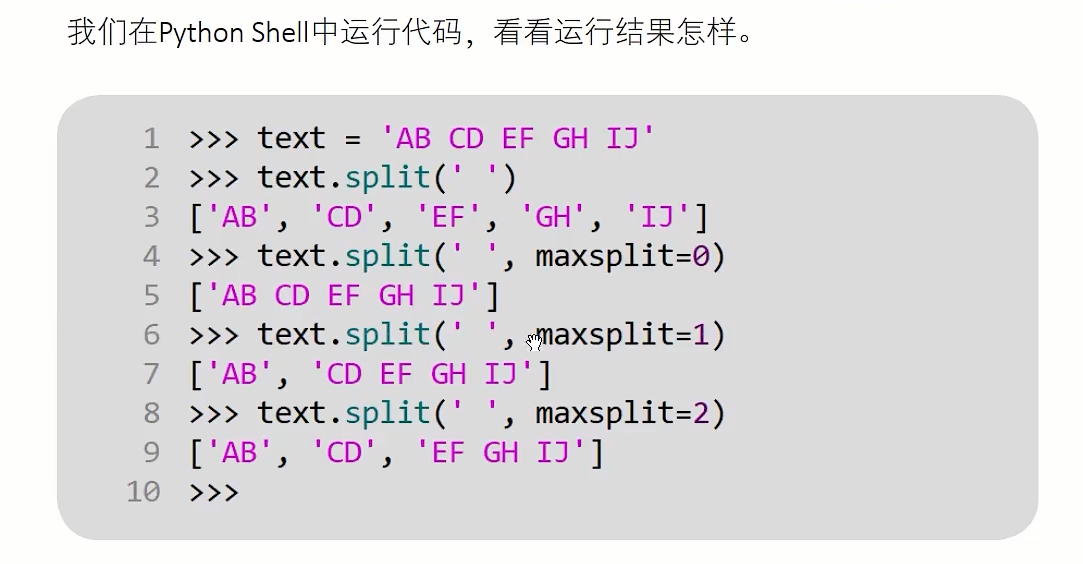 我们在Python Shell中运行代码，看看运行结果怎样。
1 >>> text = 'AB CD EF GH IJ'
2 >>> text.split(' ')
3 ['AB', 'CD', 'EF', 'GH', 'IJ']
4 >>> text.split(' ', maxsplit=0)
5 ['AB CD EF GH IJ']
6 >>> text.split(' ', maxsplit=1)
7 ['AB', 'CD EF GH IJ']
8 >>> text.split(' ', maxsplit=2)
9 ['AB', 'CD', 'EF GH IJ']
10 >>>